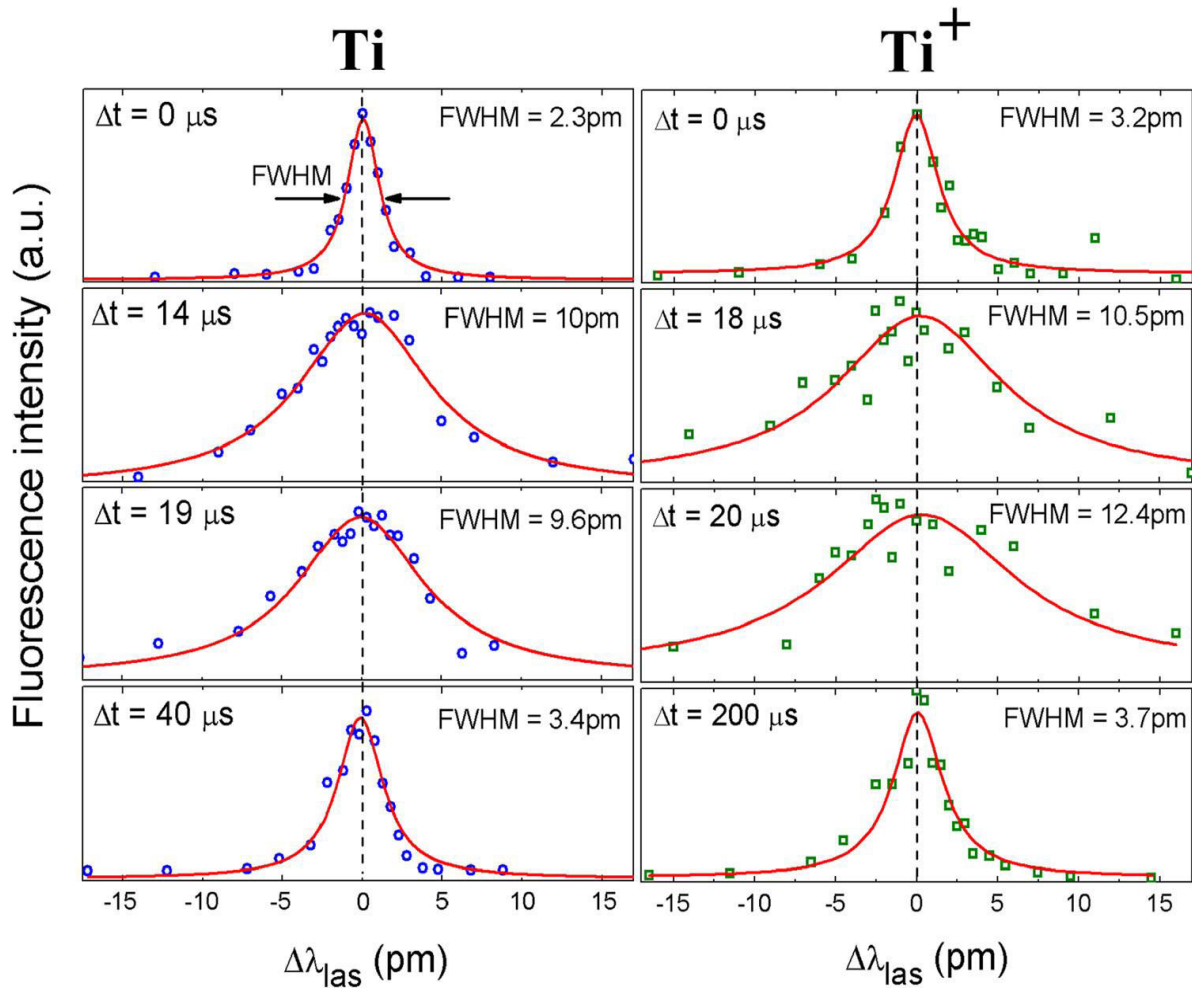 Ti
Ti⁺
Fluorescence intensity (a.u.)
Δt = 0 μs
FWHM = 2.3pm
FWHM
Δt = 14 μs
FWHM = 10pm
Δt = 19 μs
FWHM = 9.6pm
Δt = 40 μs
FWHM = 3.4pm
-15 -10 -5 0 5 10 15
Δλlas (pm)
Δt = 0 μs
FWHM = 3.2pm
Δt = 18 μs
FWHM = 10.5pm
Δt = 20 μs
FWHM = 12.4pm
Δt = 200 μs
FWHM = 3.7pm
-15 -10 -5 0 5 10 15
Δλlas (pm)